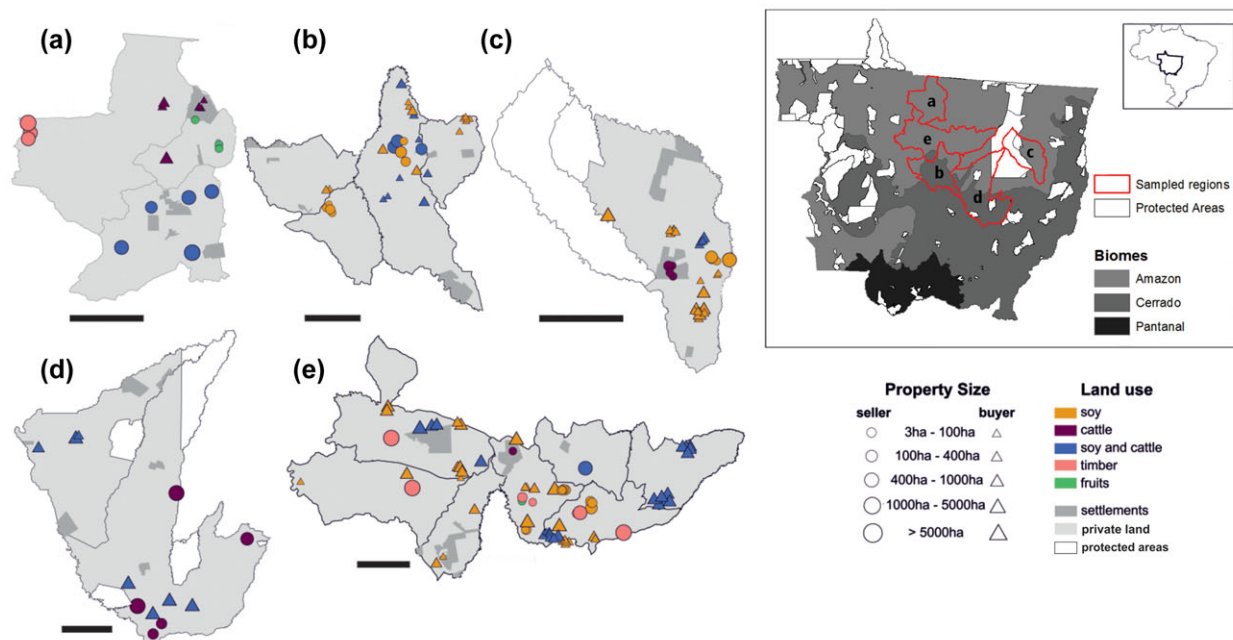 (a)
(b)
(c)
(d)
(e)
a
e
b
c
d
Sampled regions
Protected Areas
Biomes
Amazon
Cerrado
Pantanal
Property Size
seller buyer
3ha - 100ha
100ha - 400ha
400ha - 1000ha
1000ha - 5000ha
> 5000ha
Land use
soy
cattle
soy and cattle
timber
fruits
settlements
private land
protected areas